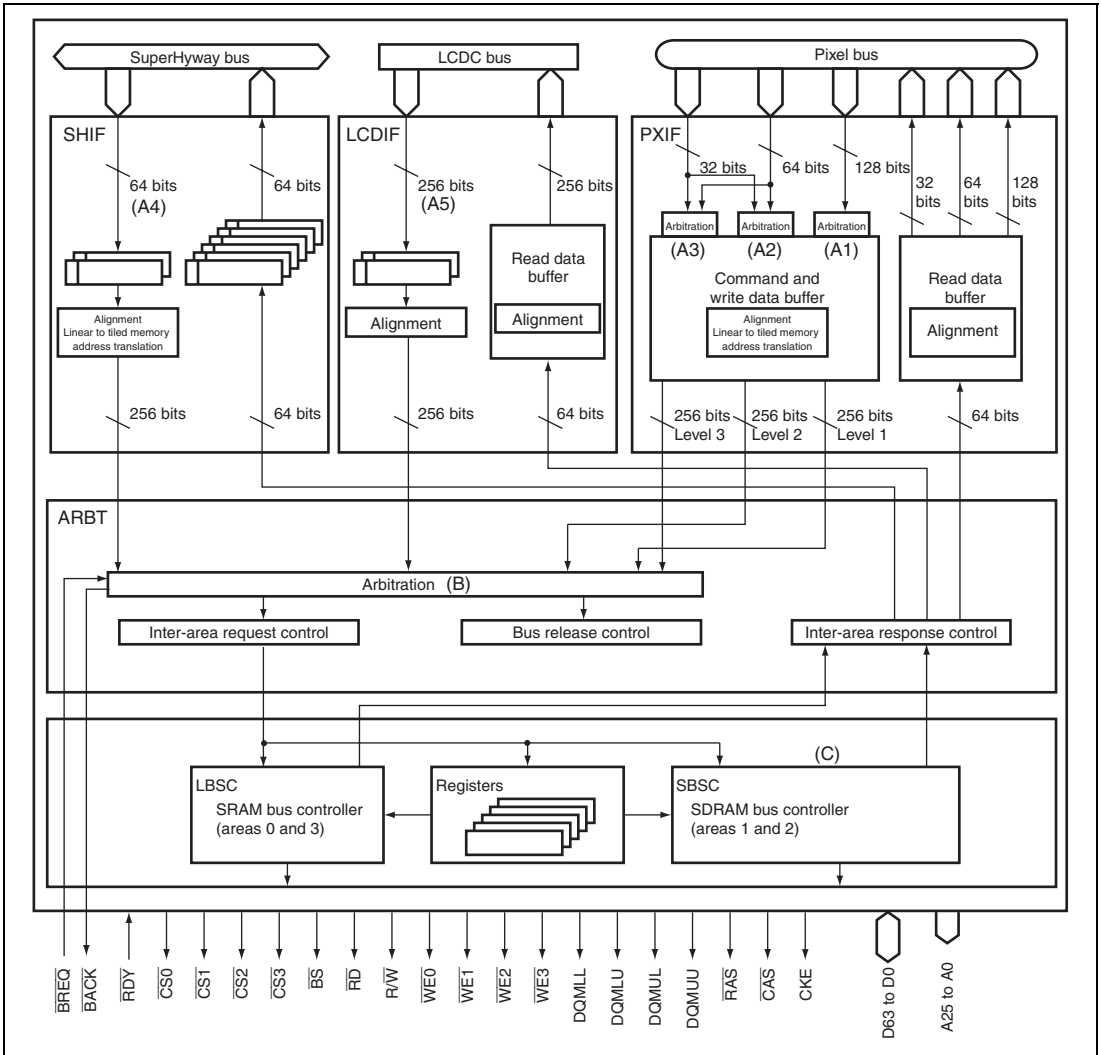 SuperHyway bus
LCDC bus
Pixel bus
SHIF
64 bits
(A4)
64 bits
Alignment
Linear to tiled memory
address translation
256 bits
64 bits
LCDIF
256 bits
(A5)
256 bits
Alignment
Read data
buffer
Alignment
256 bits
64 bits
PXIF
32 bits
64 bits
128 bits
32
bits
64
bits
128
bits
Arbitration
Arbitration
Arbitration
(A3)
(A2)
(A1)
Command and
write data buffer
Alignment
Linear to tiled memory
address translation
Read data
buffer
Alignment
256 bits
Level 3
256 bits
Level 2
256 bits
Level 1
64 bits
ARBT
Arbitration (B)
Inter-area request control
Bus release control
Inter-area response control
(C)
LBSC
SRAM bus controller
(areas 0 and 3)
Registers
SBSC
SDRAM bus controller
(areas 1 and 2)
BREQ
BACK
RDY
CS0
CS1
CS2
CS3
BS
RD
R/W
WE0
WE1
WE2
WE3
DQMLL
DQMLU
DQMUL
DQMUU
RAS
CAS
CKE
D63 to D0
A25 to A0